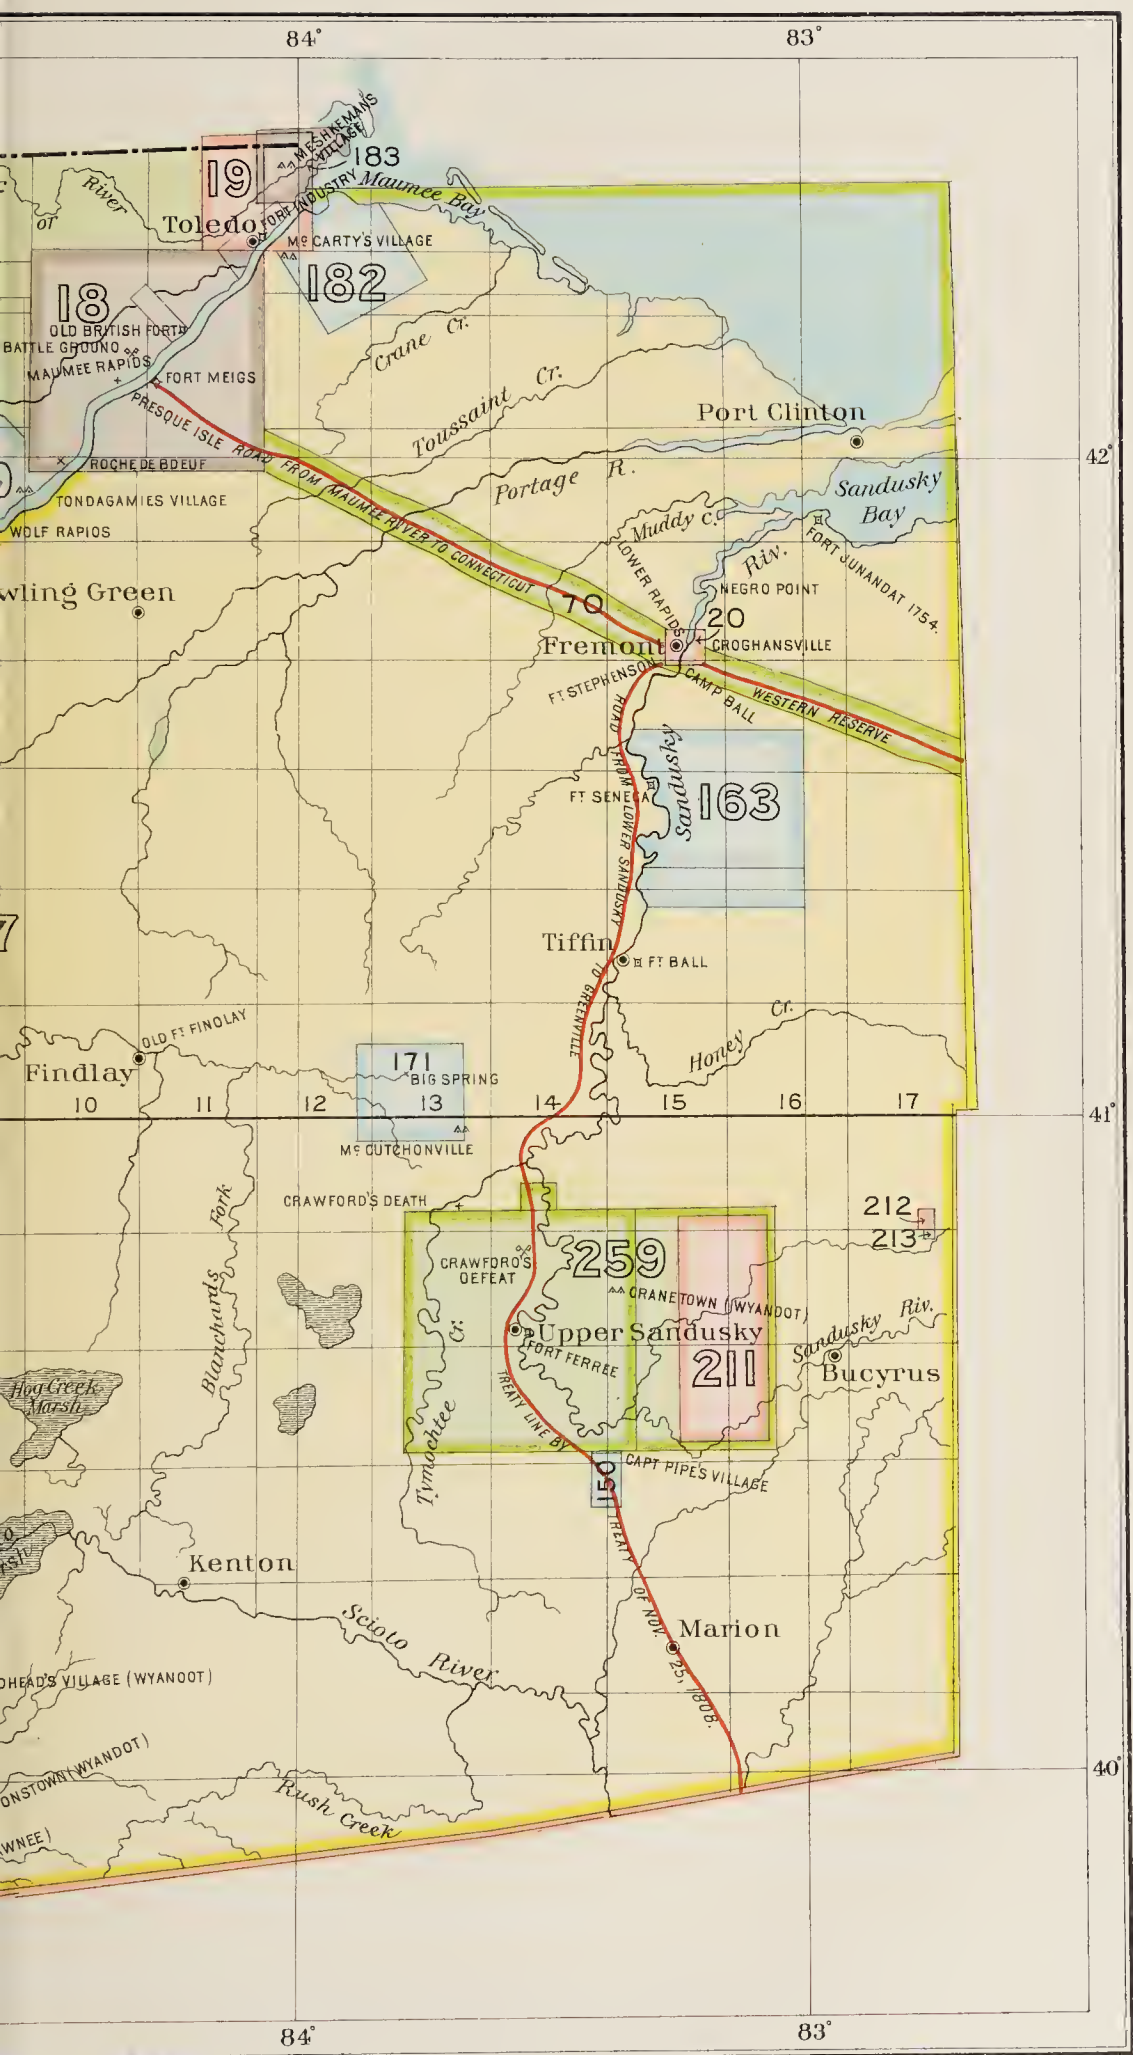 84°
83°
MESHKEMANS
VILLAGE
183
19
River
or
Maumee Bay
FORT INDUSTRY
Toledo
McCARTY'S VILLAGE
182
18
OLD BRITISH FORT
BATTLE GROUND
MAUMEE RAPIDS
FORT MEIGS
Crane Cr.
Toussaint Cr.
Port Clinton
PRESQUE ISLE ROAD FROM MAUMEE RIVER TO CONNECTICUT
42°
ROCHE DE BOEUF
Portage R.
Sandusky
Bay
TONDAGAMIES VILLAGE
Muddy C.
WOLF RAPIDS
FORT JUNANDAT 1754.
LOWER RAPIDS
Riv.
NEGRO POINT
wling Green
70
20
Fremont
CROGHANSVILLE
FT STEPHENSON
CAMP BALL
WESTERN RESERVE
ROAD FROM LOWER SANDUSKY TO GREENVILLE
Sandusky
FT SENECA
163
7
Tiffin
FT BALL
Honey Cr.
OLD FT FINDLAY
Findlay
171
BIG SPRING
10 11 12 13 14 15 16 17
41°
McCUTCHONVILLE
CRAWFORD'S DEATH
212
213
Blanchards Fork
CRAWFORD'S
DEFEAT
259
CRANETOWN (WYANDOT)
Tymochtee Cr.
Upper Sandusky
FORT FERREE
Sandusky Riv.
211
Bucyrus
Hog Creek
Marsh
TREATY LINE BY TREATY OF NOV. 25, 1808.
CAPT PIPES VILLAGE
150
Kenton
Scioto River
Marion
OHEAD'S VILLAGE (WYANDOT)
ONSTOWN (WYANDOT)
40°
Rush Creek
AWNEE)
84°
83°